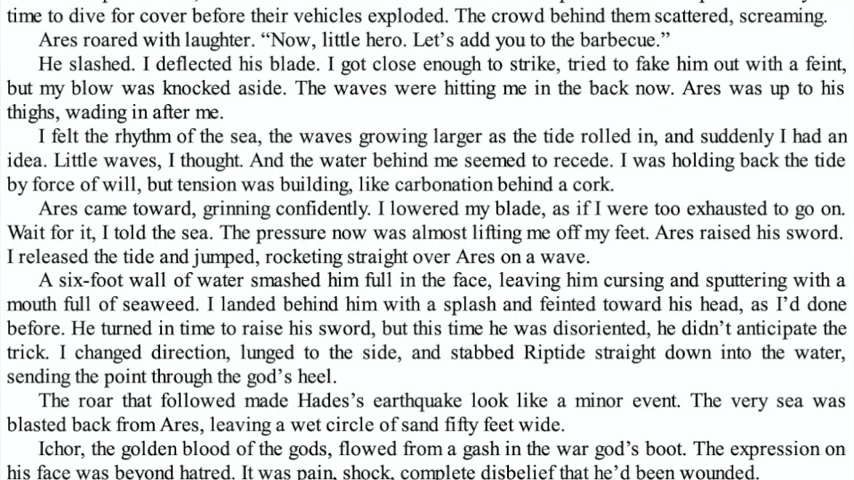 time to dive for cover before their vehicles exploded. The crowd behind them scattered, screaming.
Ares roared with laughter. “Now, little hero. Let’s add you to the barbecue.”
He slashed. I deflected his blade. I got close enough to strike, tried to fake him out with a feint,
but my blow was knocked aside. The waves were hitting me in the back now. Ares was up to his
thighs, wading in after me.
I felt the rhythm of the sea, the waves growing larger as the tide rolled in, and suddenly I had an
idea. Little waves, I thought. And the water behind me seemed to recede. I was holding back the tide
by force of will, but tension was building, like carbonation behind a cork.
Ares came toward, grinning confidently. I lowered my blade, as if I were too exhausted to go on.
Wait for it, I told the sea. The pressure now was almost lifting me off my feet. Ares raised his sword.
I released the tide and jumped, rocketing straight over Ares on a wave.
A six-foot wall of water smashed him full in the face, leaving him cursing and sputtering with a
mouth full of seaweed. I landed behind him with a splash and feinted toward his head, as I’d done
before. He turned in time to raise his sword, but this time he was disoriented, he didn’t anticipate the
trick. I changed direction, lunged to the side, and stabbed Riptide straight down into the water,
sending the point through the god’s heel.
The roar that followed made Hades’s earthquake look like a minor event. The very sea was
blasted back from Ares, leaving a wet circle of sand fifty feet wide.
Ichor, the golden blood of the gods, flowed from a gash in the war god’s boot. The expression on
his face was beyond hatred. It was pain, shock, complete disbelief that he’d been wounded.